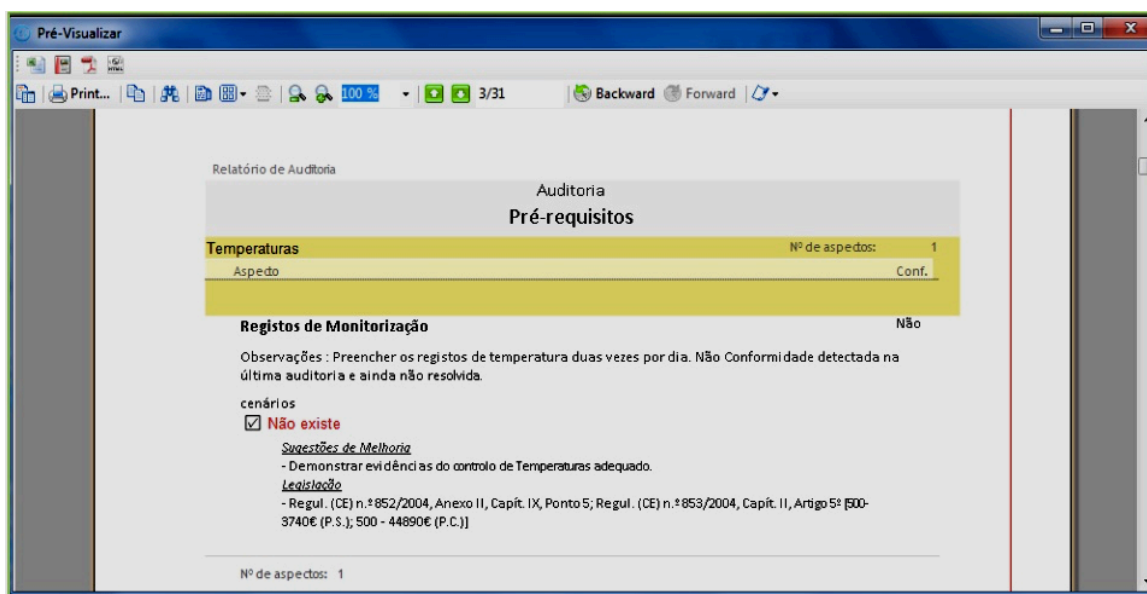 Pré-Visualizar
Print...
100 %
3/31
Backward
Forward
Relatório de Auditoria
Auditoria
Pré-requisitos
Temperaturas Nº de aspectos: 1
Aspecto Conf.
Registos de Monitorização Não
Observações : Preencher os registos de temperatura duas vezes por dia. Não Conformidade detectada na
última auditoria e ainda não resolvida.
cenários
Não existe
Sugestões de Melhoria
- Demonstrar evidências do controlo de Temperaturas adequado.
Legislação
- Regul. (CE) n.º 852/2004, Anexo II, Capít. IX, Ponto 5; Regul. (CE) n.º 853/2004, Capít. II, Artigo 5º [500-
3740€ (P.S.); 500 - 44890€ (P.C.)]
Nº de aspectos: 1